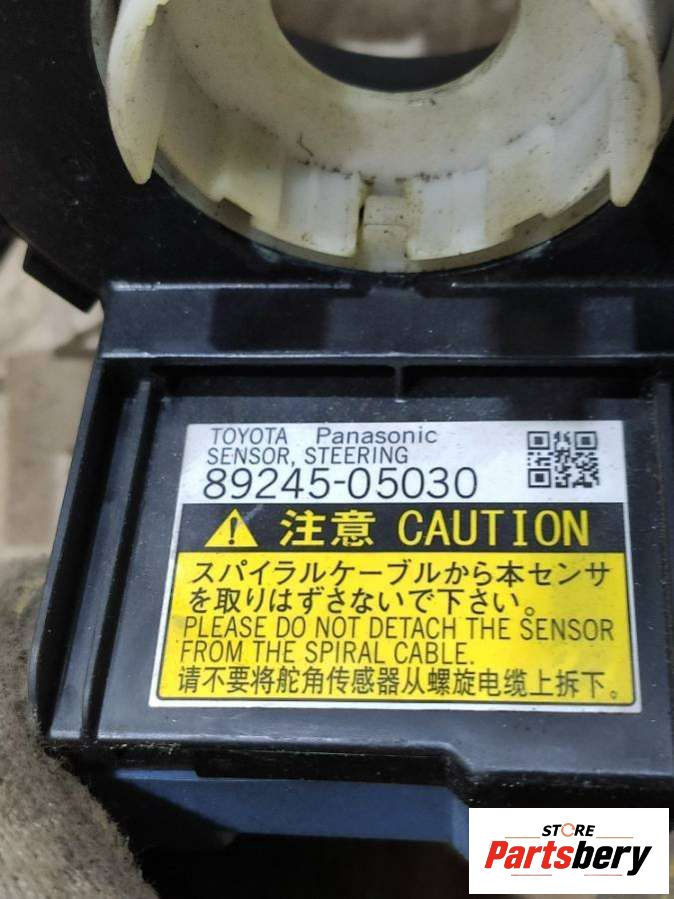 TOYOTA Panasonic
SENSOR, STEERING
89245-05030
注意 CAUTION
スパイラルケーブルから本センサ
を取りはずさないで下さい。
PLEASE DO NOT DETACH THE SENSOR
FROM THE SPIRAL CABLE.
请不要将舵角传感器从螺旋电缆上拆下。
STORE
Partsbery